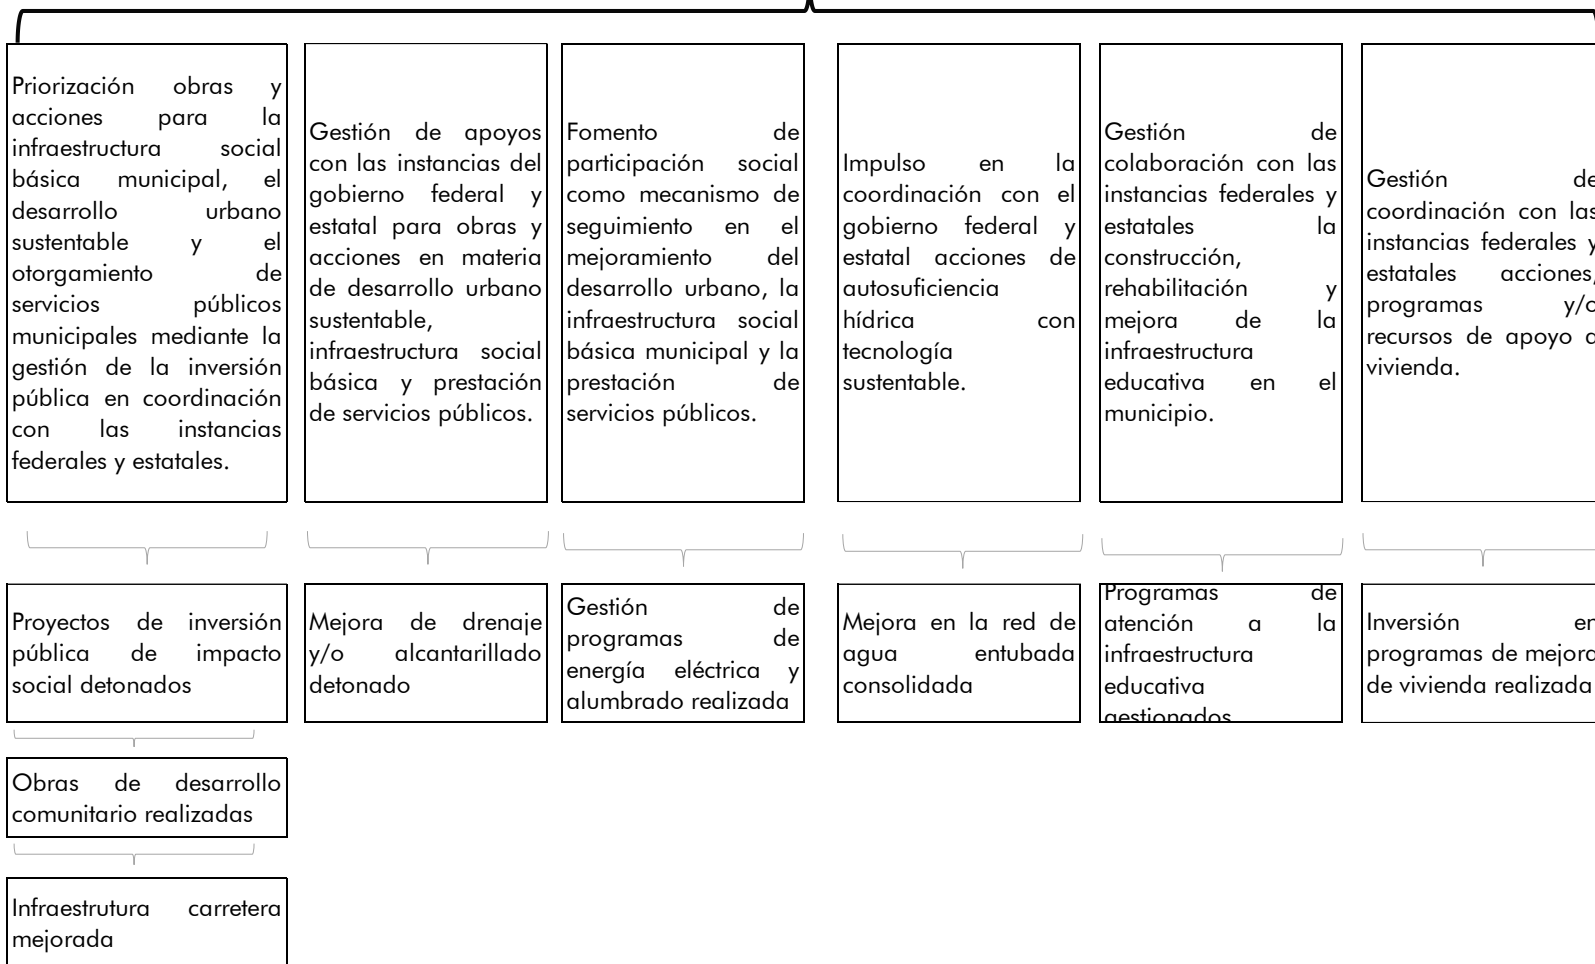 Priorización obras y
acciones para la
infraestructura social
básica municipal, el
desarrollo urbano
sustentable y el
otorgamiento de
servicios públicos
municipales mediante la
gestión de la inversión
pública en coordinación
con las instancias
federales y estatales.
Gestión de apoyos
con las instancias del
gobierno federal y
estatal para obras y
acciones en materia
de desarrollo urbano
sustentable,
infraestructura social
básica y prestación
de servicios públicos.
Fomento de
participación social
como mecanismo de
seguimiento en el
mejoramiento del
desarrollo urbano, la
infraestructura social
básica municipal y la
prestación de
servicios públicos.
Impulso en la
coordinación con el
gobierno federal y
estatal acciones de
autosuficiencia
hídrica con
tecnología
sustentable.
Gestión de
colaboración con las
instancias federales y
estatales la
construcción,
rehabilitación y
mejora de la
infraestructura
educativa en el
municipio.
Gestión de
coordinación con las
instancias federales y
estatales acciones,
programas y/o
recursos de apoyo a
vivienda.
Proyectos de inversión
pública de impacto
social detonados
Mejora de drenaje
y/o alcantarillado
detonado
Gestión de
programas de
energía eléctrica y
alumbrado realizada
Mejora en la red de
agua entubada
consolidada
Programas de
atención a la
infraestructura
educativa
gestionados
Inversión en
programas de mejora
de vivienda realizada
Obras de desarrollo
comunitario realizadas
Infraestrutura carretera
mejorada